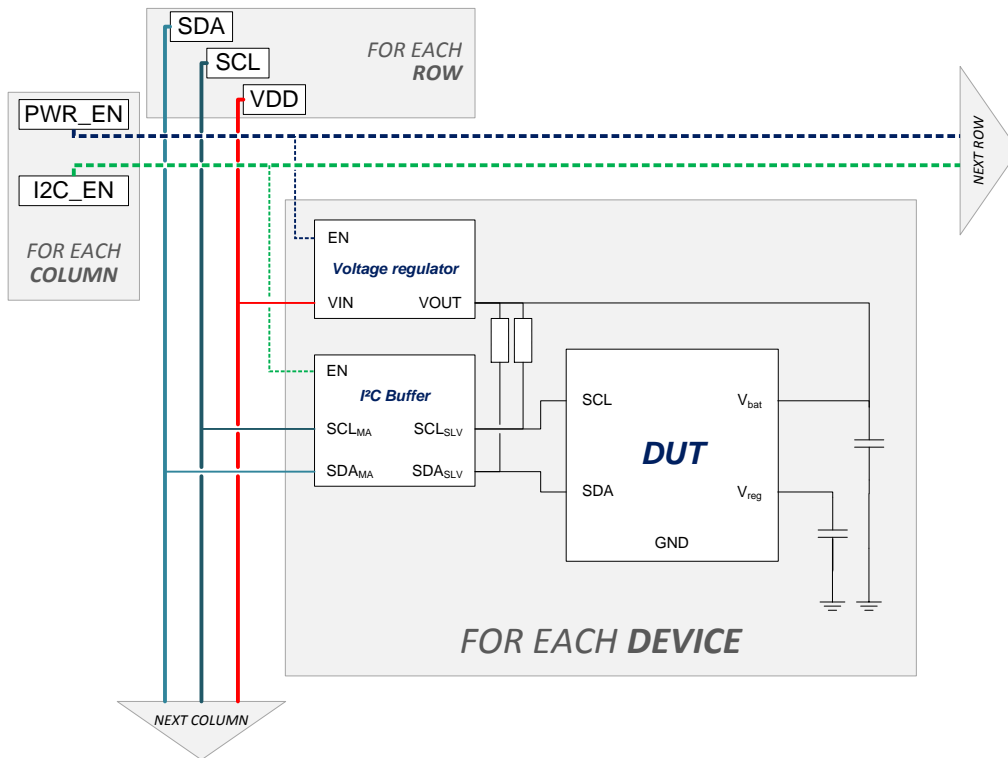 SDA
SCL
VDD
FOR EACH
ROW
PWR_EN
I2C_EN
FOR EACH
COLUMN
NEXT ROW
EN
Voltage regulator
VIN VOUT
EN
I²C Buffer
SCLMA SCLSLV
SDAMA SDASLV
SCL Vbat
DUT
SDA Vreg
GND
FOR EACH DEVICE
NEXT COLUMN